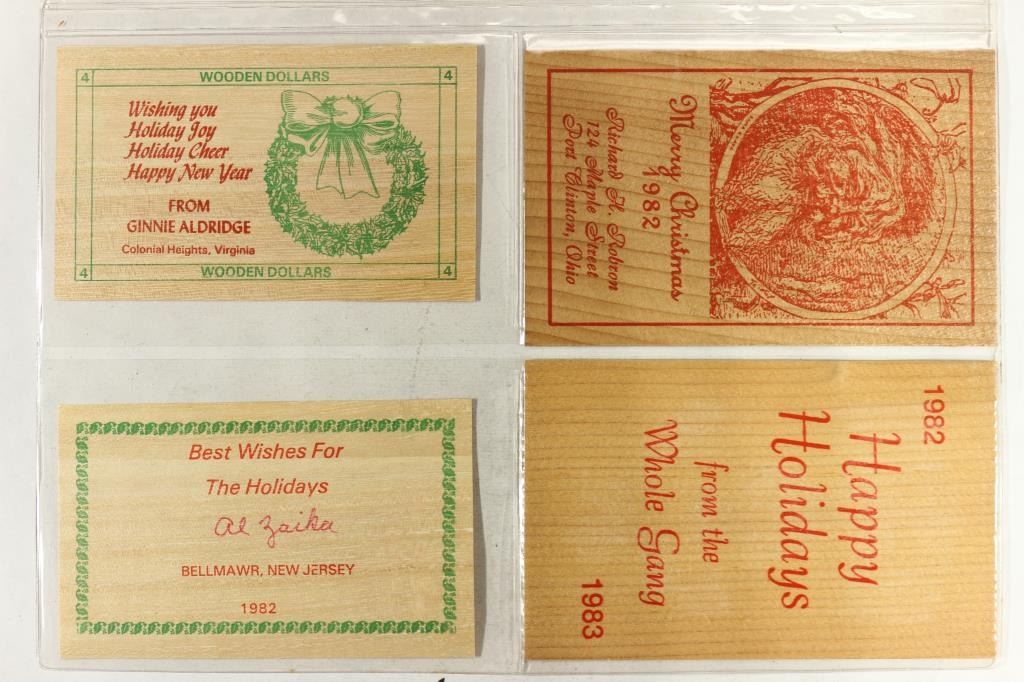 4 WOODEN DOLLARS 4
Wishing you
Holiday Joy
Holiday Cheer
Happy New Year
FROM
GINNIE ALDRIDGE
Colonial Heights, Virginia
4 WOODEN DOLLARS 4
Merry Christmas
1982
Richard H. Robron
124 Maple Street
Port Clinton, Ohio
Best Wishes For
The Holidays
Al Zaika
BELLMAWR, NEW JERSEY
1982
1982
Happy
Holidays
from the
Whole Gang
1983